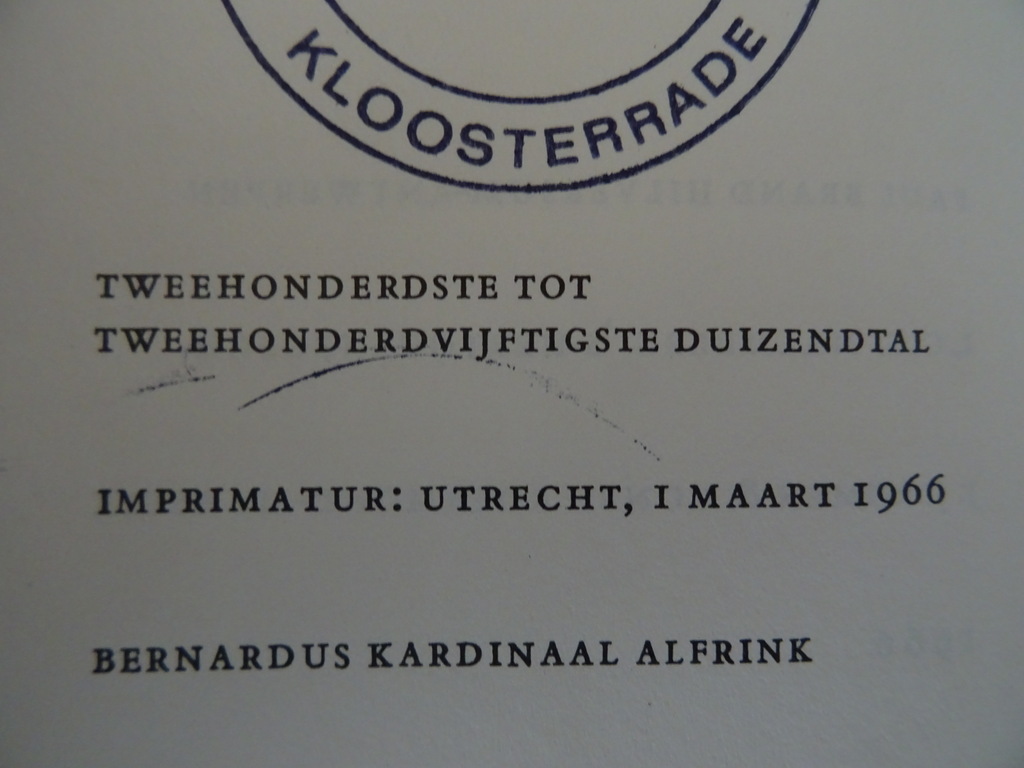 KLOOSTERRADE
TWEEHONDERDSTE TOT
TWEEHONDERDVIJFTIGSTE DUIZENDTAL
IMPRIMATUR: UTRECHT, 1 MAART 1966
BERNARDUS KARDINAAL ALFRINK